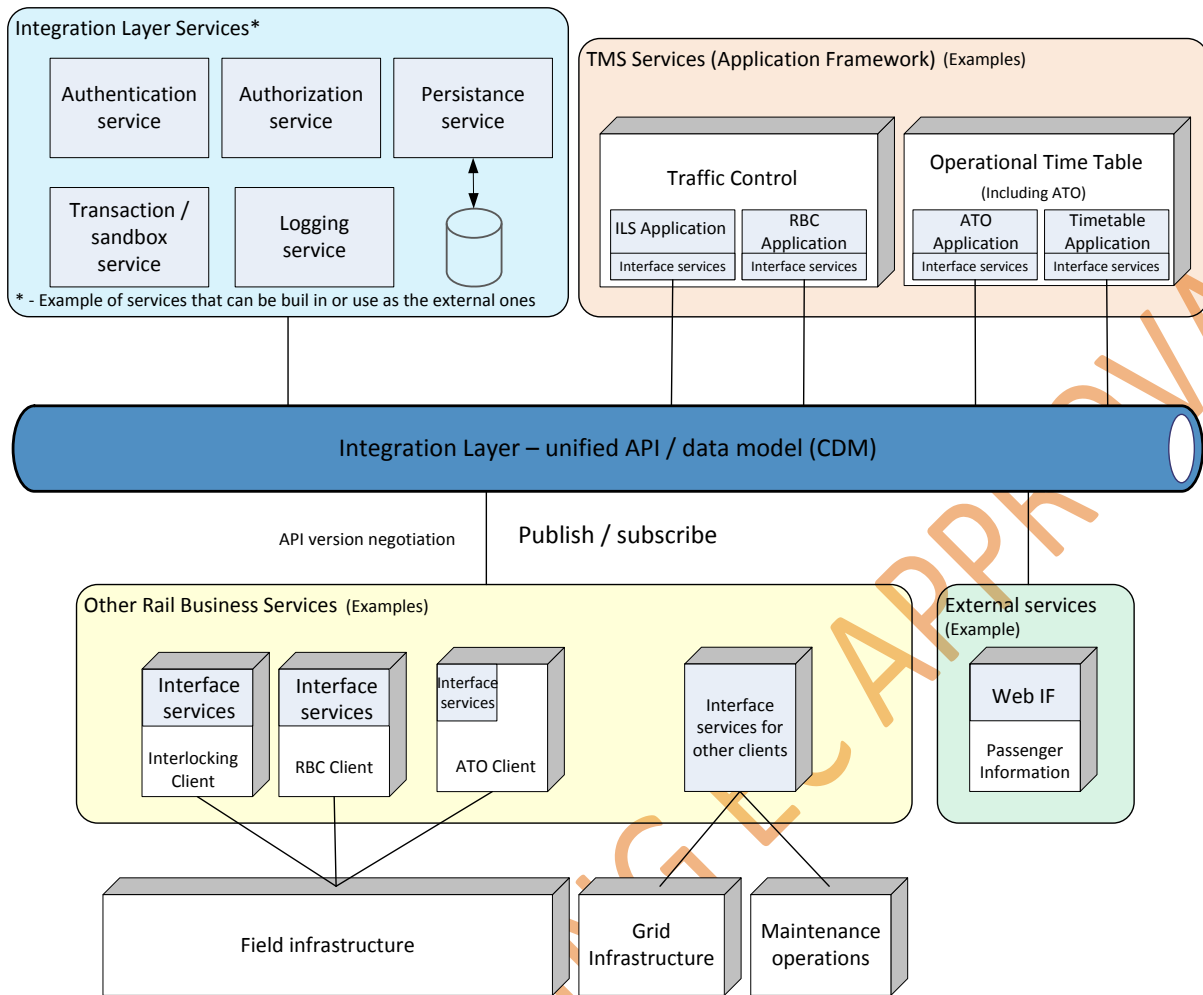 Integration Layer Services*
Authentication
service
Authorization
service
Persistance
service
Transaction /
sandbox
service
Logging
service
* - Example of services that can be buil in or use as the external ones
TMS Services (Application Framework) (Examples)
Traffic Control
ILS Application
Interface services
RBC
Application
Interface services
Operational Time Table
(Including ATO)
ATO
Application
Interface services
Timetable
Application
Interface services
Integration Layer – unified API / data model (CDM)
API version negotiation
Publish / subscribe
Other Rail Business Services (Examples)
Interface
services
Interlocking
Client
Interface
services
RBC Client
Interface
services
ATO Client
Interface
services for
other clients
External services
(Example)
Web IF
Passenger
Information
Field infrastructure
Grid
Infrastructure
Maintenance
operations